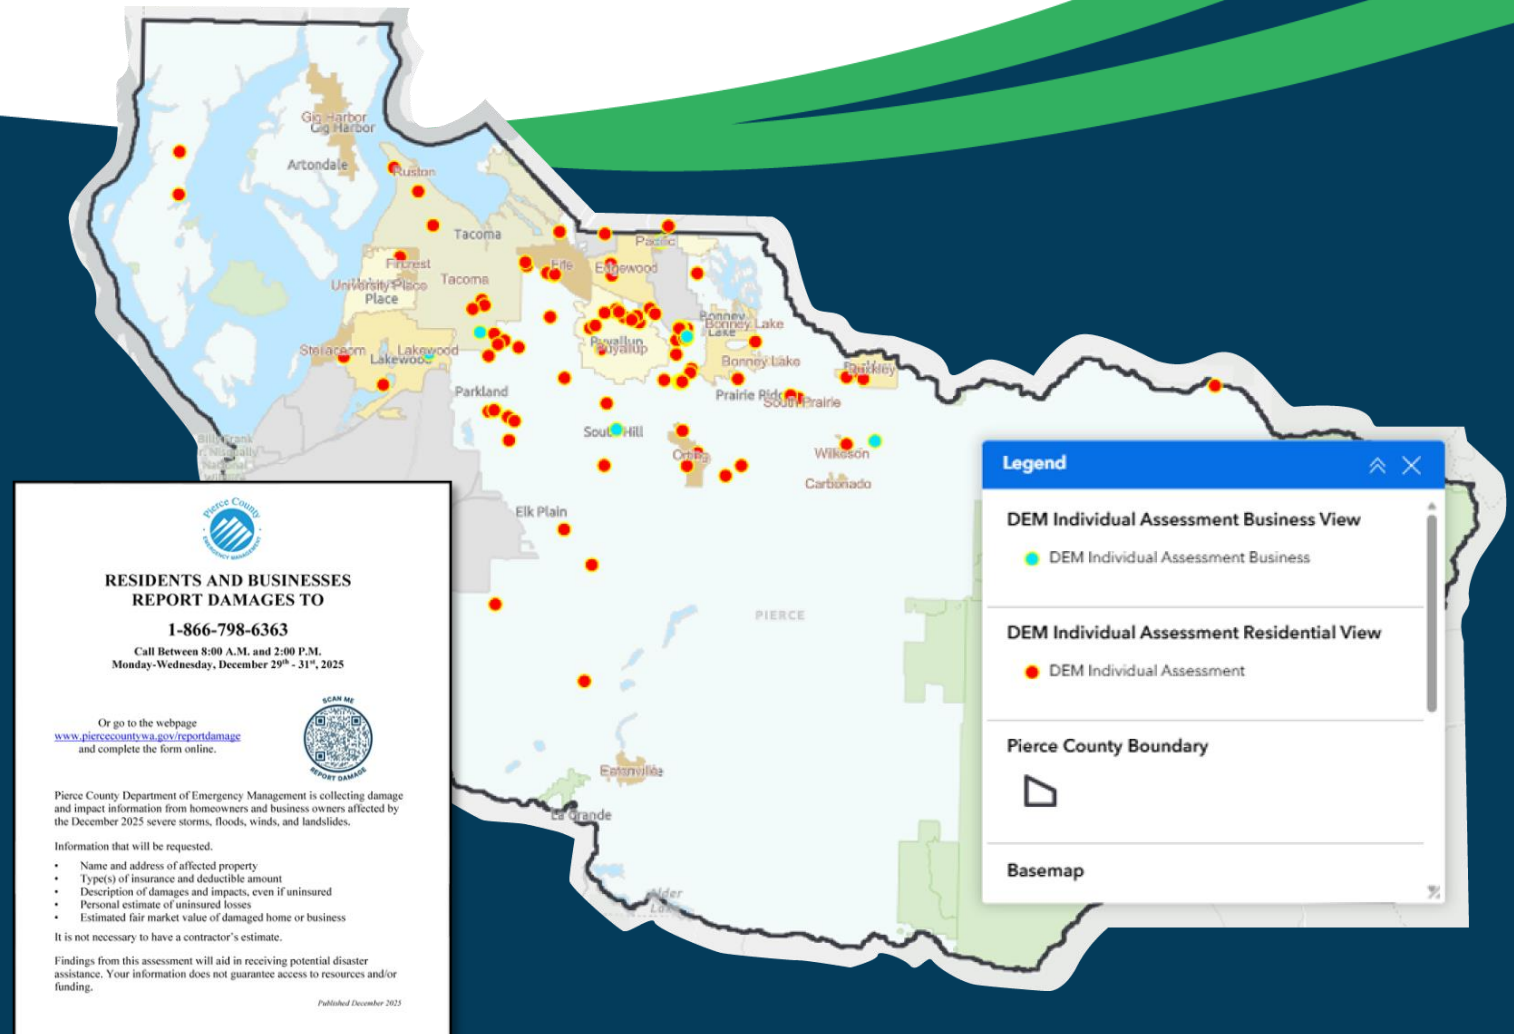 Gig Harbor
Gig Harbor
Artondale
Ruston
Tacoma
Pacific
Fircrest
Fife
Edgewood
Tacoma
University Place
Place
Bonney
Lake
Bonney Lake
Steilacoom
Lakewood
Lakewood
Puyallup
Puyallup
Bonney Lake
Buckley
Parkland
Prairie Ridge
South Prairie
South Hill
Billy Frank
Jr. Nisqually
National
Orting
Wilkeson
Carbonado
Elk Plain
PIERCE
Eatonville
La Grande
Alder
Lake
Legend
DEM Individual Assessment Business View
DEM Individual Assessment Business
DEM Individual Assessment Residential View
DEM Individual Assessment
Pierce County Boundary
Basemap
Pierce County
EMERGENCY MANAGEMENT
RESIDENTS AND BUSINESSES
REPORT DAMAGES TO
1-866-798-6363
Call Between 8:00 A.M. and 2:00 P.M.
Monday-Wednesday, December 29th - 31st, 2025
SCAN ME
REPORT DAMAGE
Or go to the webpage
www.piercecountywa.gov/reportdamage
and complete the form online.
Pierce County Department of Emergency Management is collecting damage
and impact information from homeowners and business owners affected by
the December 2025 severe storms, floods, winds, and landslides.
Information that will be requested.
• Name and address of affected property
• Type(s) of insurance and deductible amount
• Description of damages and impacts, even if uninsured
• Personal estimate of uninsured losses
• Estimated fair market value of damaged home or business
It is not necessary to have a contractor's estimate.
Findings from this assessment will aid in receiving potential disaster
assistance. Your information does not guarantee access to resources and/or
funding.
Published December 2025